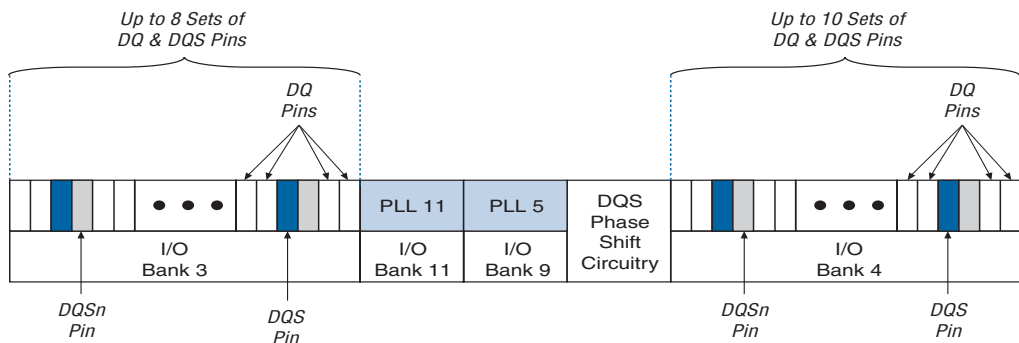 Up to 8 Sets of
DQ & DQS Pins
Up to 10 Sets of
DQ & DQS Pins
DQ
Pins
DQ
Pins
PLL 11
PLL 5
DQS
Phase
Shift
Circuitry
I/O
Bank 3
I/O
Bank 11
I/O
Bank 9
I/O
Bank 4
DQSn
Pin
DQS
Pin
DQSn
Pin
DQS
Pin